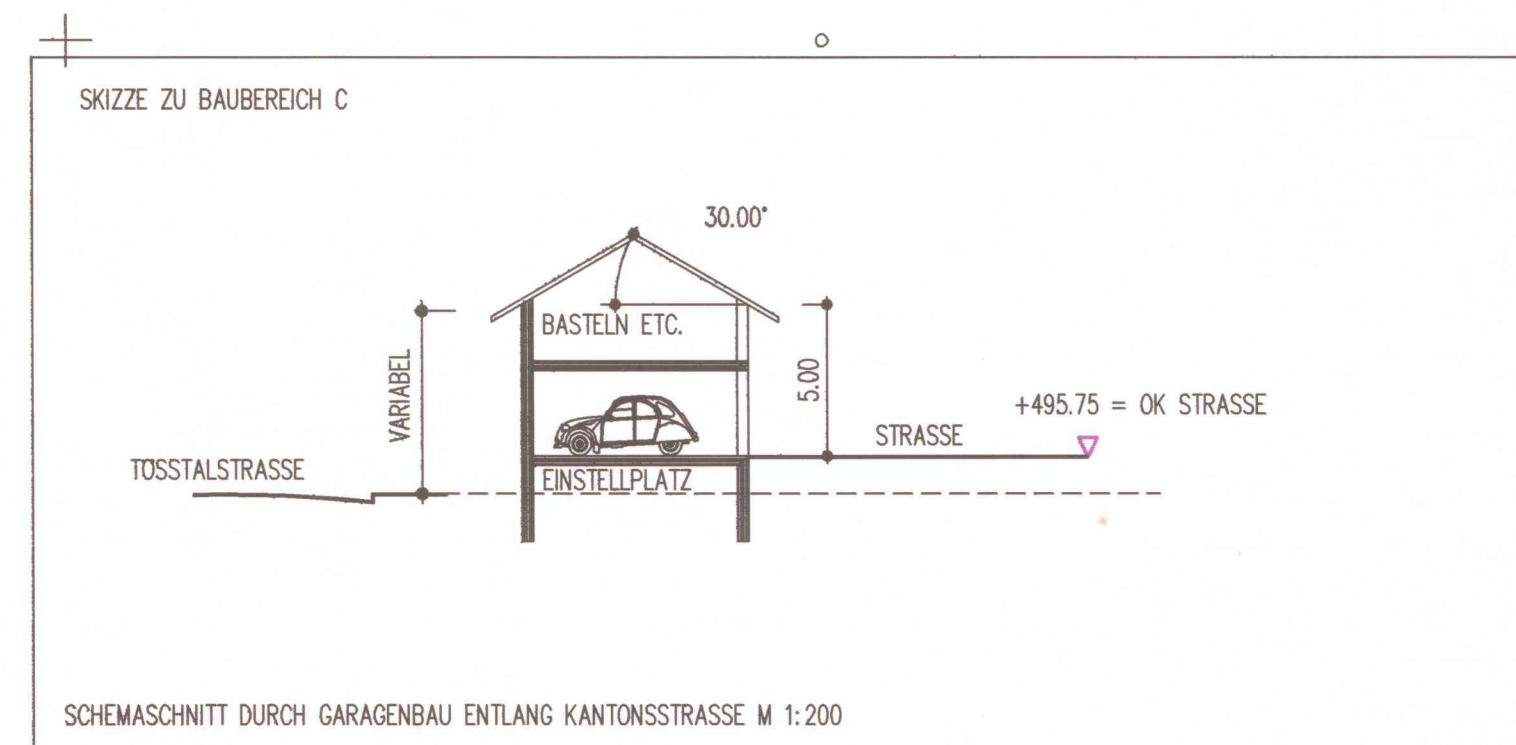 SKIZZE ZU BAUBEREICH C
30.00°
BASTELN ETC.
VARIABEL
5.00
+495.75 = OK STRASSE
STRASSE
TÖSSTALSTRASSE
EINSTELLPLATZ
SCHEMASCHNITT DURCH GARAGENBAU ENTLANG KANTONSSTRASSE M 1:200